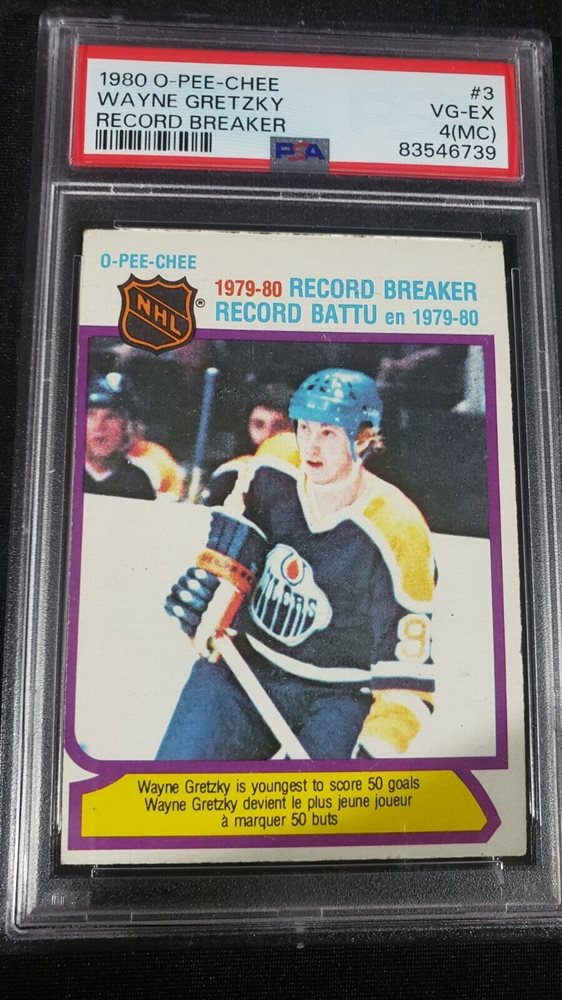 1980 O-PEE-CHEE #3
WAYNE GRETZKY VG-EX
RECORD BREAKER 4(MC)
PSA 83546739
O-PEE-CHEE
NHL ®
1979-80 RECORD BREAKER
RECORD BATTU en 1979-80
OILERS
9
Wayne Gretzky is youngest to score 50 goals
Wayne Gretzky devient le plus jeune joueur
à marquer 50 buts